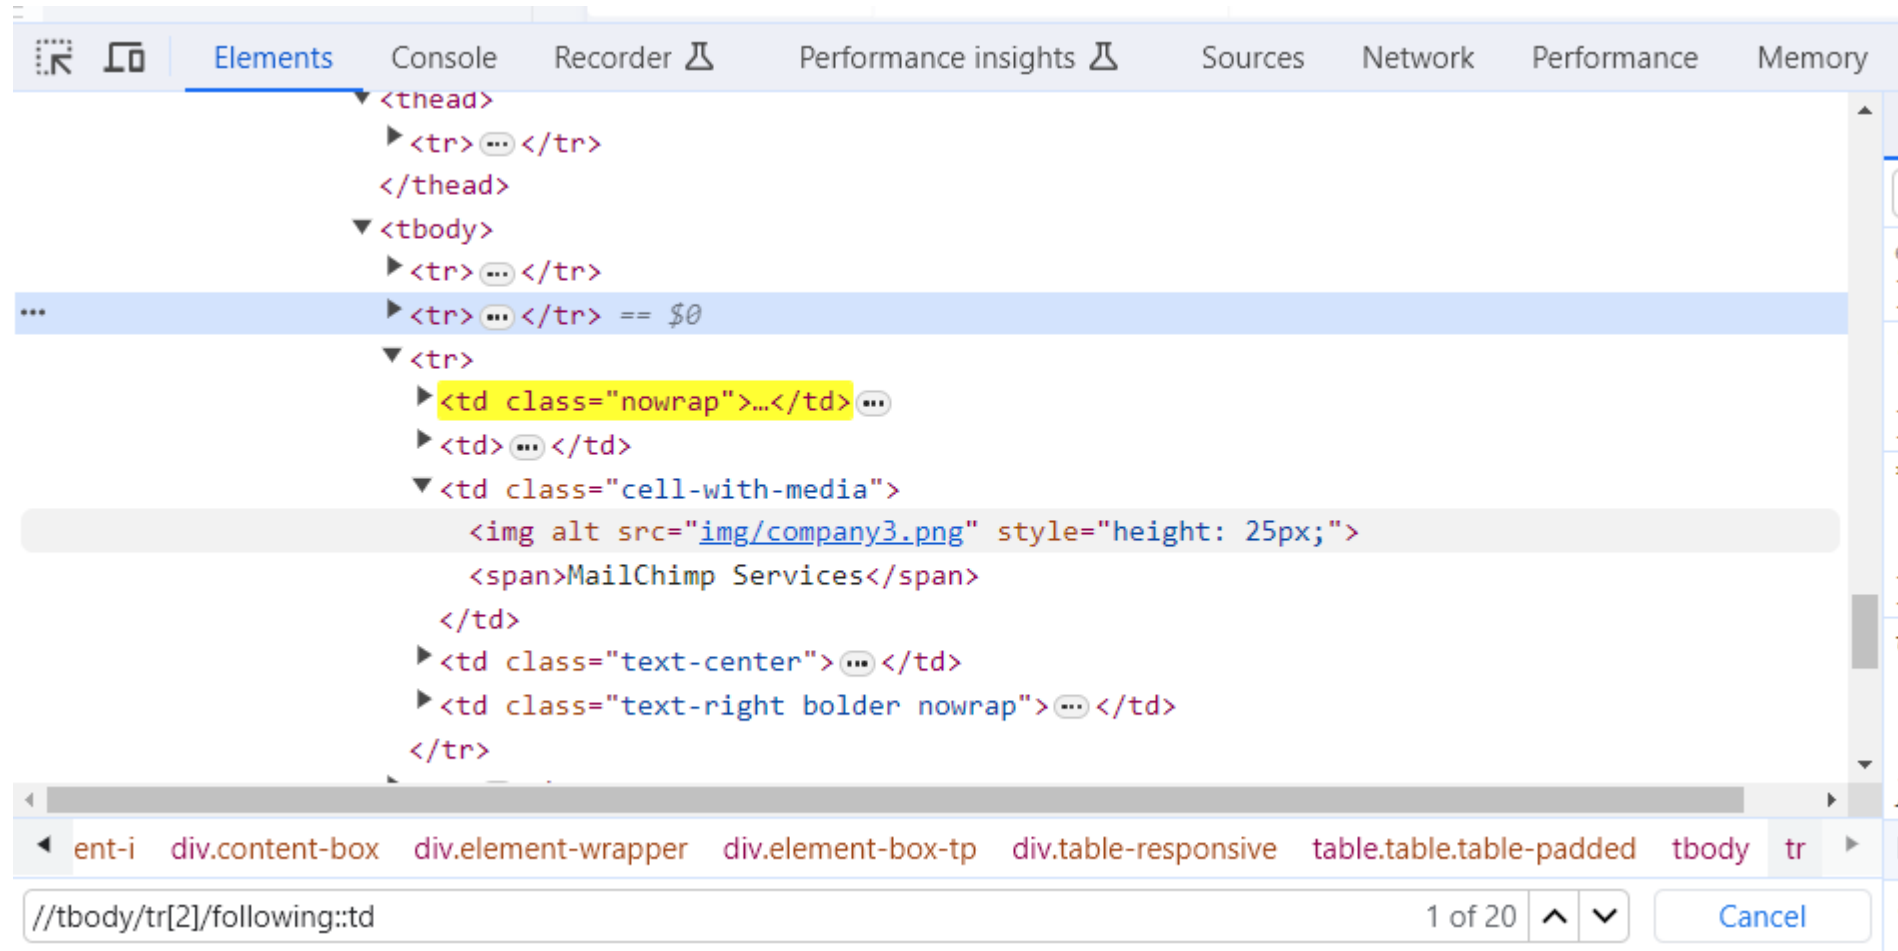 Elements Console Recorder Performance insights Sources Network Performance Memory
<thead>
<tr>…</tr>
</thead>
<tbody>
<tr>…</tr>
… <tr>…</tr> == $0
<tr>
<td class="nowrap">…</td>…
<td>…</td>
<td class="cell-with-media">
<img alt src="img/company3.png" style="height: 25px;">
<span>MailChimp Services</span>
</td>
<td class="text-center">…</td>
<td class="text-right bolder nowrap">…</td>
</tr>
ent-i div.content-box div.element-wrapper div.element-box-tp div.table-responsive table.table.table-padded tbody tr
//tbody/tr[2]/following::td 1 of 20 Cancel